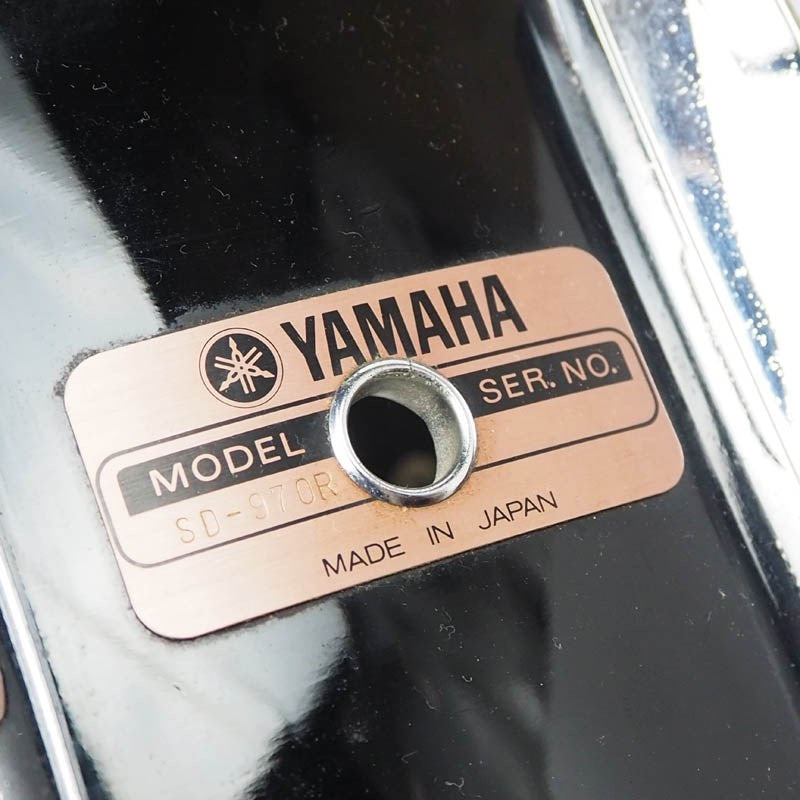 YAMAHA
MODEL SER. NO.
SD-970R
MADE IN JAPAN